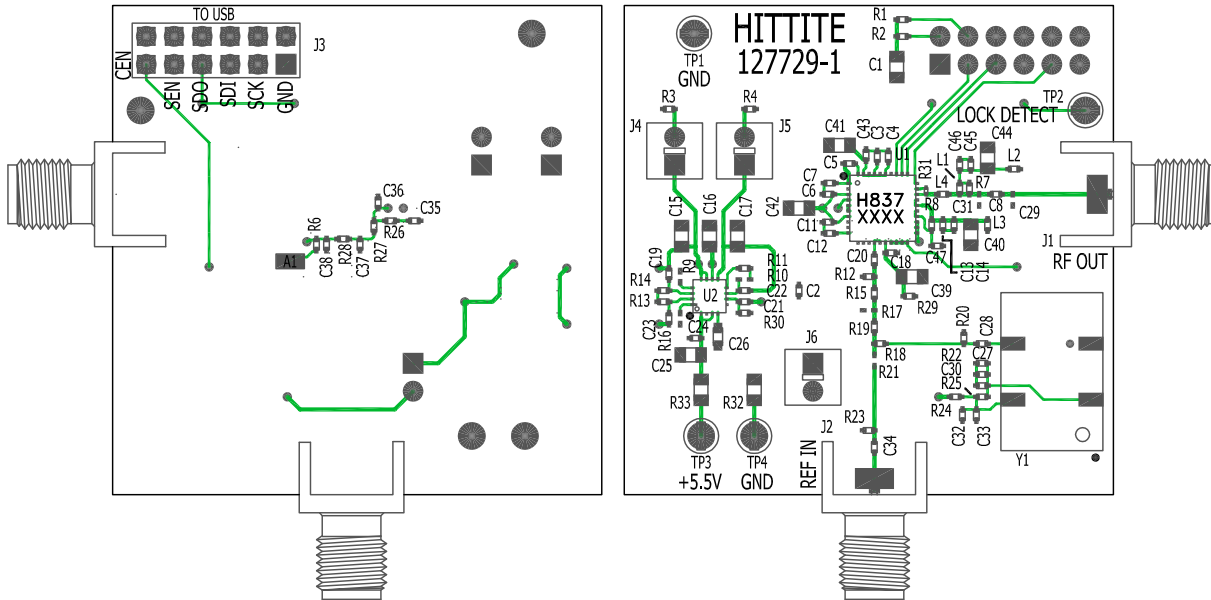 TO USB
J3
CEN
SEN
SDO
SDI
SCK
GND
C36
C35
R6
R26
A1
C38
R28
C37
R27
HITTITE
127729-1
TP1
GND
R1
R2
C1
TP2
LOCK DETECT
R3
R4
J4
J5
C41
C43
C3
C4
U1
C5
C7
C6
C42
C11
C12
H837
XXXX
R31
L1
C46
C45
C44
L2
L4
R7
R8
C31
C8
C29
L3
C40
C47
C13
C14
J1
RF OUT
C15
C16
C17
C19
R9
R11
R10
R14
R13
C22
C21
R30
U2
C23
R16
C24
C25
C26
C2
C20
C18
R12
R15
C39
R29
R17
R19
R18
R21
J6
R20
C28
R22
C27
C30
R25
R24
C32
C33
Y1
R33
R32
R23
C34
J2
REF IN
TP3
+5.5V
TP4
GND